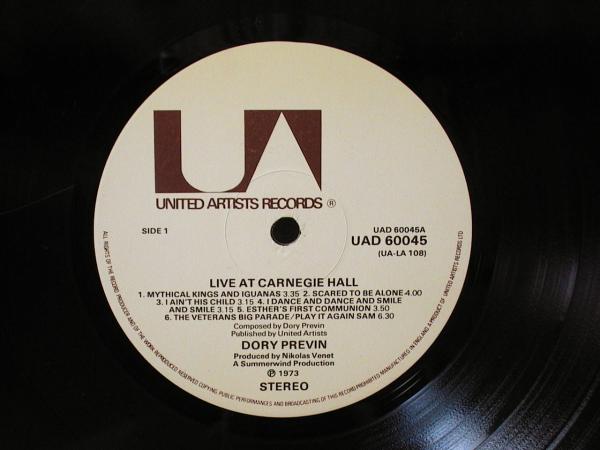 UA
UNITED ARTISTS RECORDS ®
SIDE 1
UAD 60045A
UAD 60045
(UA-LA 108)
LIVE AT CARNEGIE HALL
1. MYTHICAL KINGS AND IGUANAS 3.35 2. SCARED TO BE ALONE 4.00
3. I AIN'T HIS CHILD 3.15 4. I DANCE AND DANCE AND SMILE
AND SMILE 3.15 5. ESTHER'S FIRST COMMUNION 3.50
6. THE VETERANS BIG PARADE/PLAY IT AGAIN SAM 6.30
Composed by Dory Previn
Published by United Artists
DORY PREVIN
Produced by Nikolas Venet
A Summerwind Production
℗ 1973
STEREO
ALL RIGHTS OF THE RECORD PRODUCER AND OF THE WORK REPRODUCED RESERVED COPYING, PUBLIC PERFORMANCES AND BROADCASTING OF THIS RECORD PROHIBITED MANUFACTURED IN ENGLAND A PRODUCT OF UNITED ARTISTS RECORDS LTD